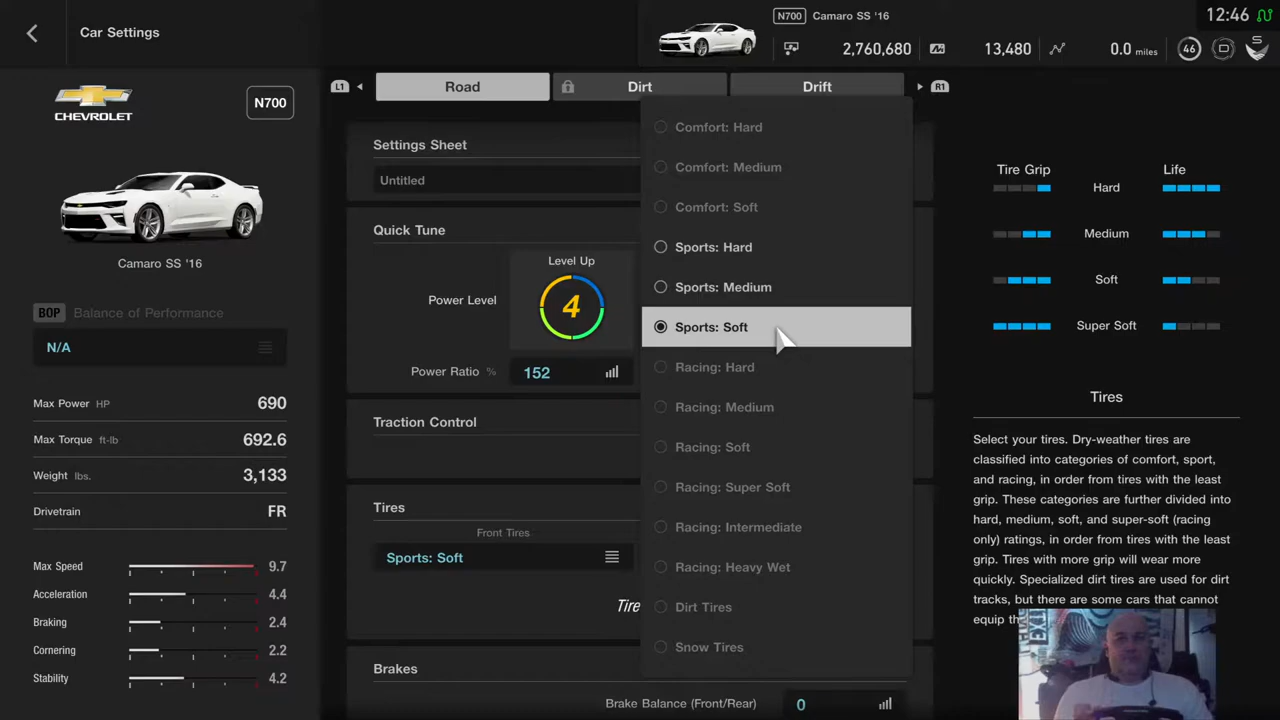 Car Settings
N700 Camaro SS '16
2,760,680
13,480
0.0 miles
46
S
12:46
CHEVROLET
N700
Camaro SS '16
BOP Balance of Performance
N/A
Max Power HP 690
Max Torque ft-lb 692.6
Weight lbs. 3,133
Drivetrain FR
Max Speed 9.7
Acceleration 4.4
Braking 2.4
Cornering 2.2
Stability 4.2
L1 Road Dirt Drift R1
Settings Sheet
Untitled
Quick Tune
Level Up
Power Level 4
Power Ratio % 152
Traction Control
Tires
Front Tires
Sports: Soft
Tire
Brakes
Brake Balance (Front/Rear) 0
Comfort: Hard
Comfort: Medium
Comfort: Soft
Sports: Hard
Sports: Medium
Sports: Soft
Racing: Hard
Racing: Medium
Racing: Soft
Racing: Super Soft
Racing: Intermediate
Racing: Heavy Wet
Dirt Tires
Snow Tires
Tire Grip Life
Hard
Medium
Soft
Super Soft
Tires
Select your tires. Dry-weather tires are
classified into categories of comfort, sport,
and racing, in order from tires with the least
grip. These categories are further divided into
hard, medium, soft, and super-soft (racing
only) ratings, in order from tires with the least
grip. Tires with more grip will wear more
quickly. Specialized dirt tires are used for dirt
tracks, but there are some cars that cannot
equip the